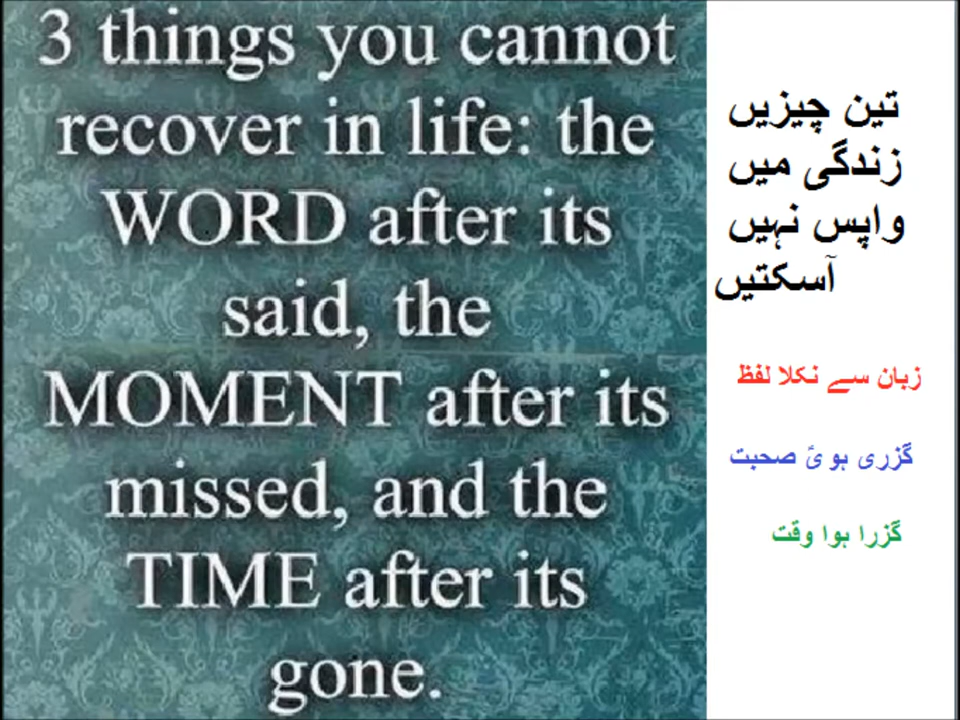 3 things you cannot
recover in life: the
WORD after its
said, the
MOMENT after its
missed, and the
TIME after its
gone.
تین چیزیں
زندگی میں
واپس نہیں
آسکتیں
زبان سے نکلا لفظ
گزری ہو ئ صحبت
گزرا ہوا وقت